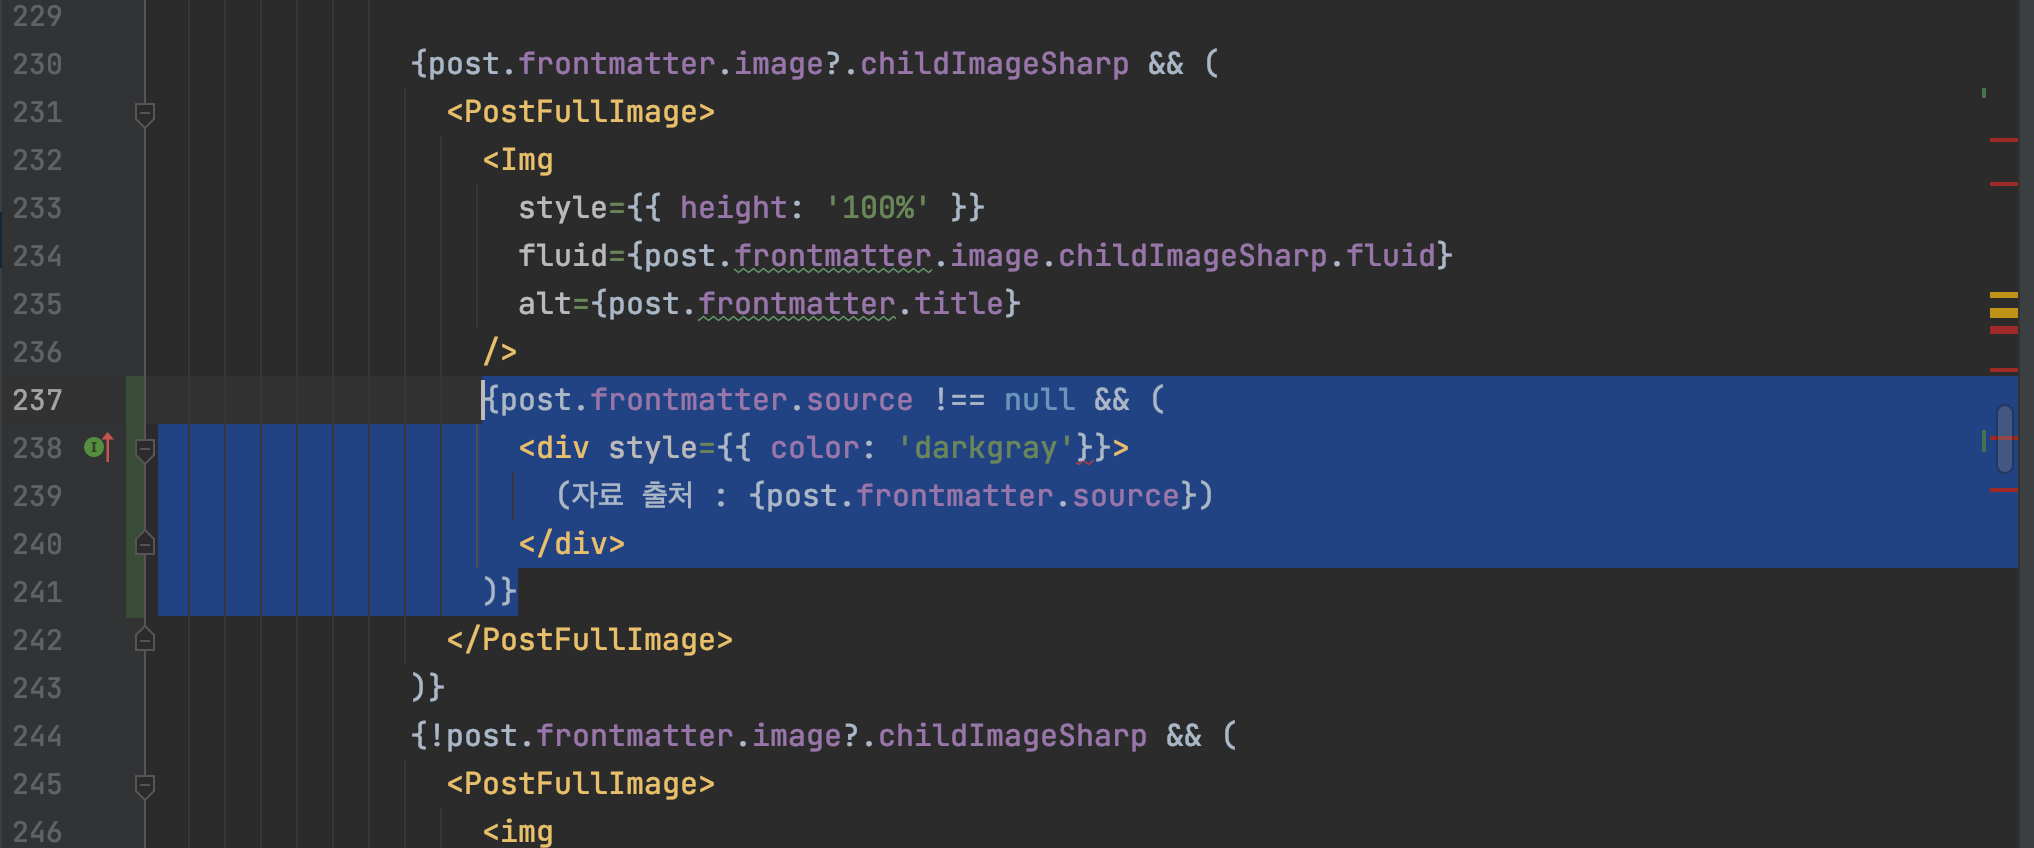 229
230 {post.frontmatter.image?.childImageSharp && (
231 <PostFullImage>
232 <Img
233 style={{ height: '100%' }}
234 fluid={post.frontmatter.image.childImageSharp.fluid}
235 alt={post.frontmatter.title}
236 />
237 {post.frontmatter.source !== null && (
238 <div style={{ color: 'darkgray'}}>
239 (자료 출처 : {post.frontmatter.source})
240 </div>
241 )}
242 </PostFullImage>
243 )}
244 {!post.frontmatter.image?.childImageSharp && (
245 <PostFullImage>
246 <img